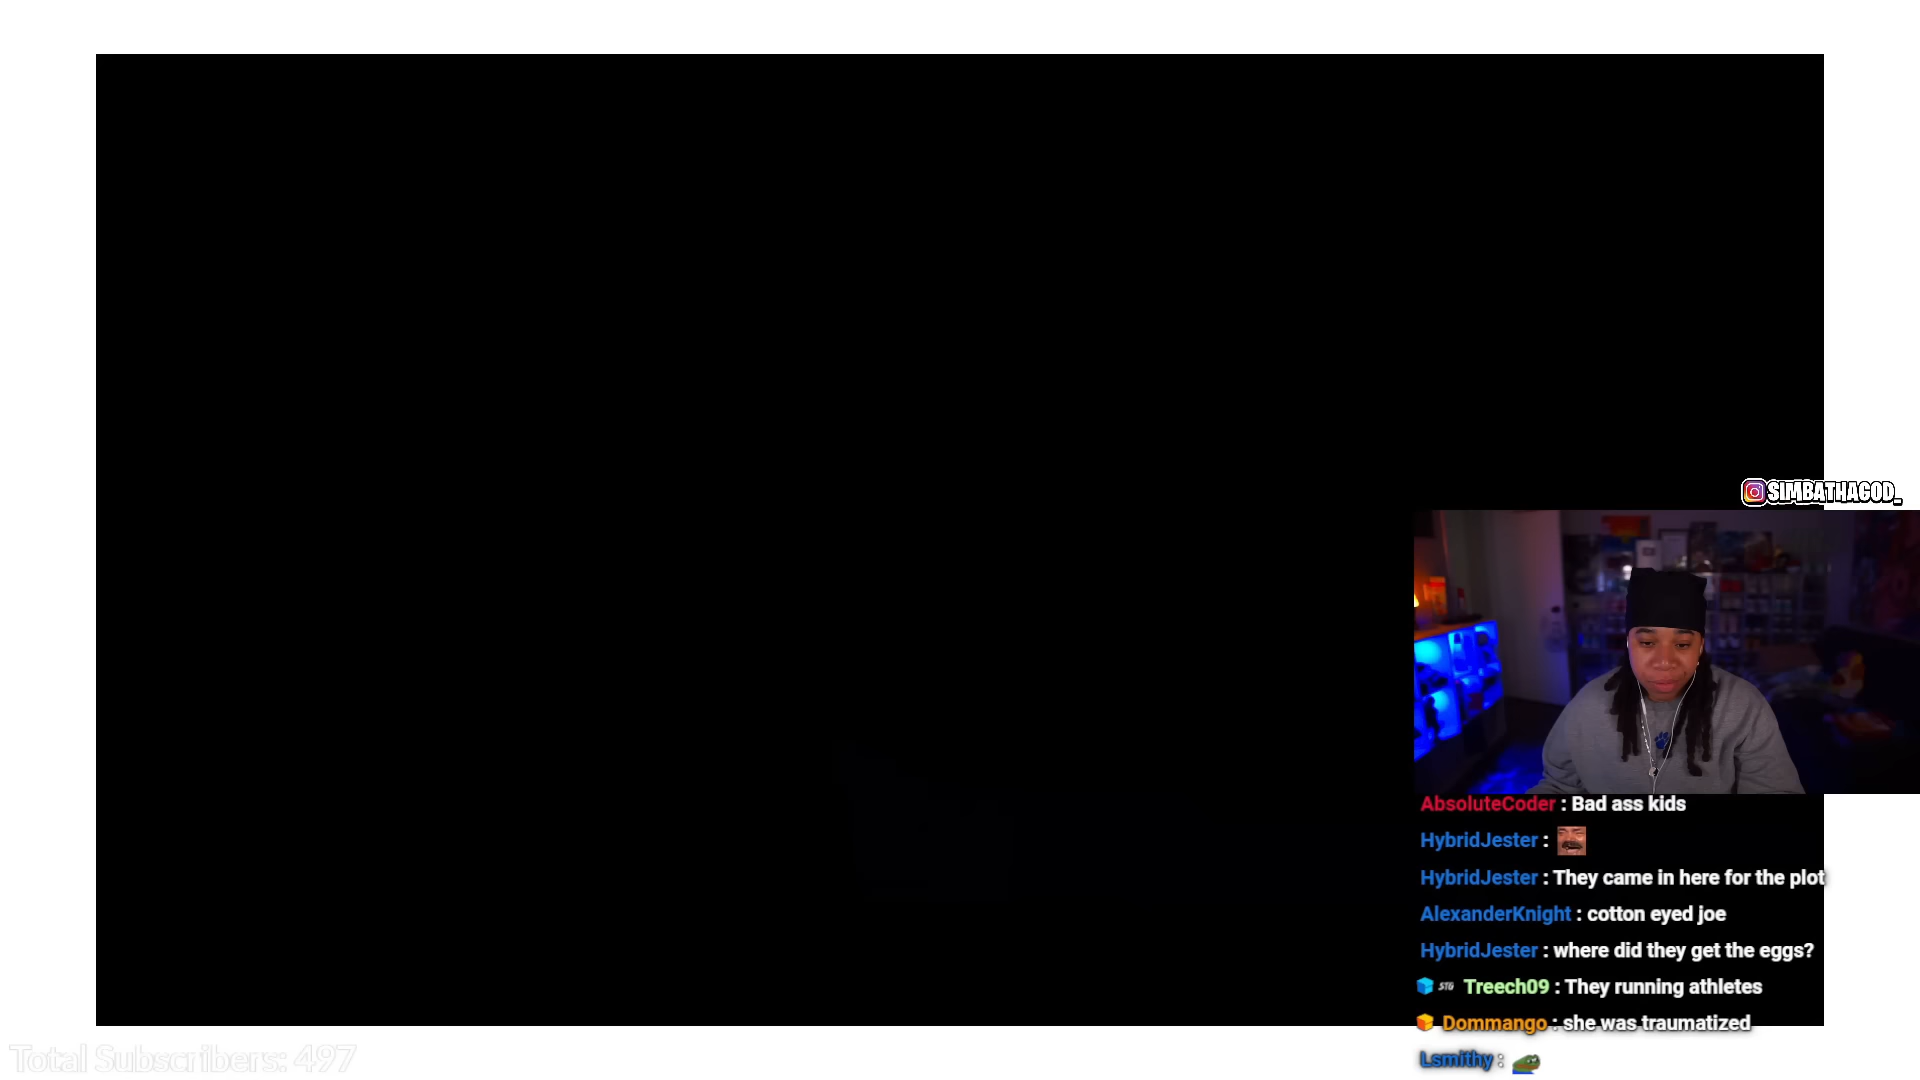 SIMBATHAGOD_
AbsoluteCoder : Bad ass kids
HybridJester :
HybridJester : They came in here for the plot
AlexanderKnight : cotton eyed joe
HybridJester : where did they get the eggs?
STG Treech09 : They running athletes
Dommango : she was traumatized
Lsmithy :
Total Subscribers: 497